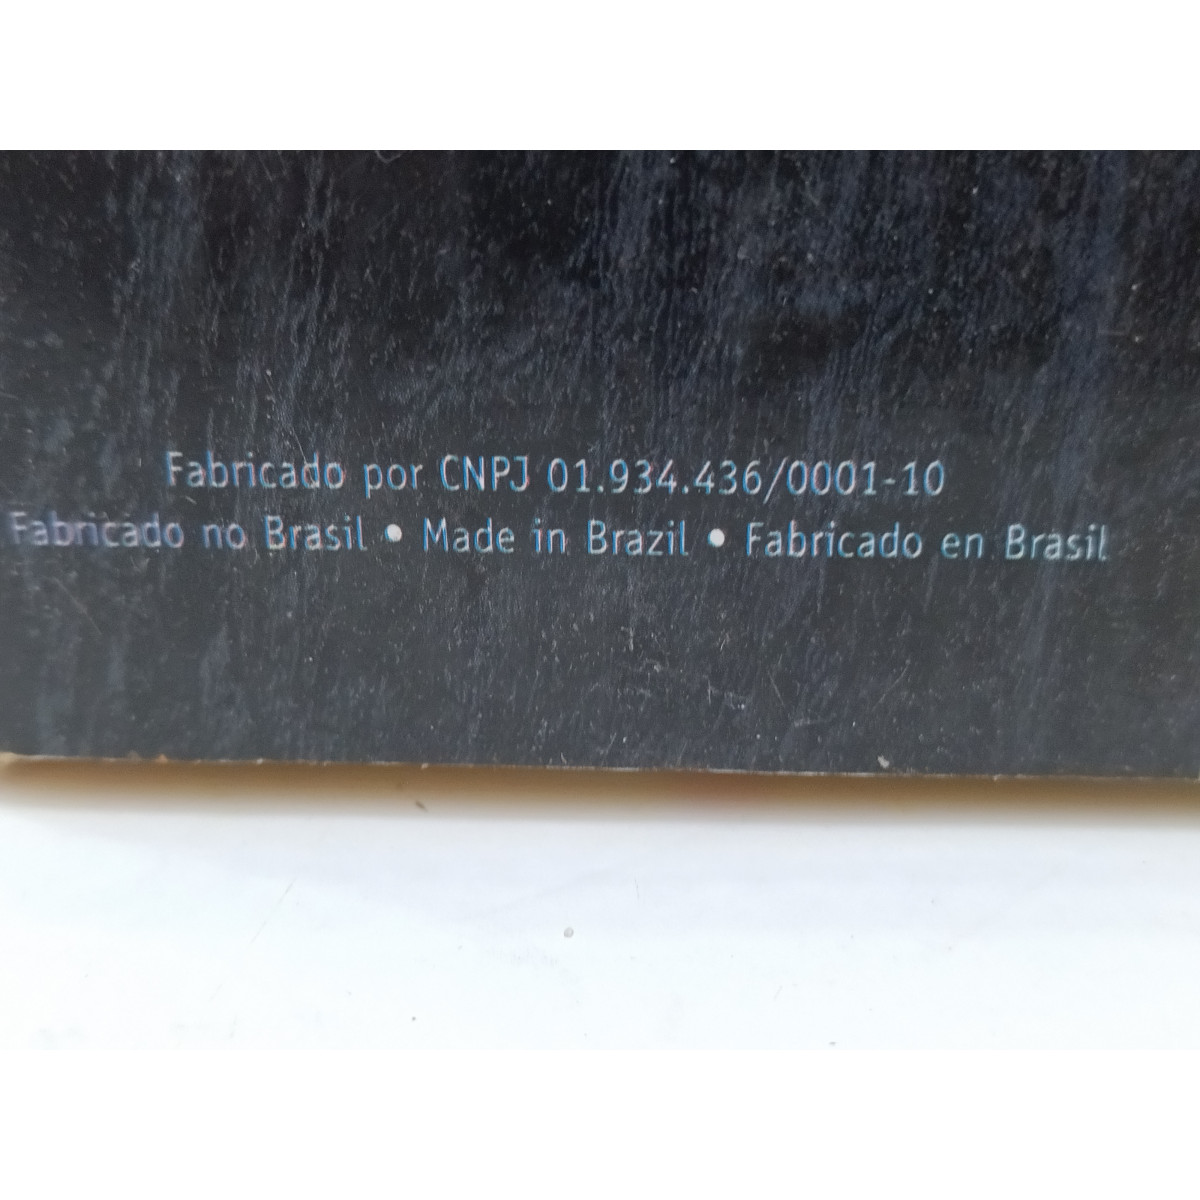 Fabricado por CNPJ 01.934.436/0001-10
Fabricado no Brasil • Made in Brazil • Fabricado en Brasil